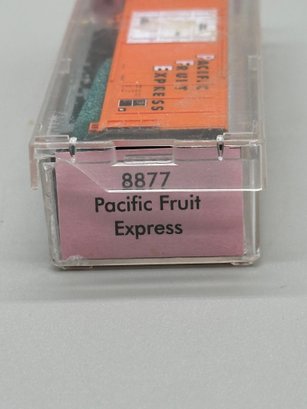 PACIFIC
FRUIT
EXPRESS
8877
Pacific Fruit
Express